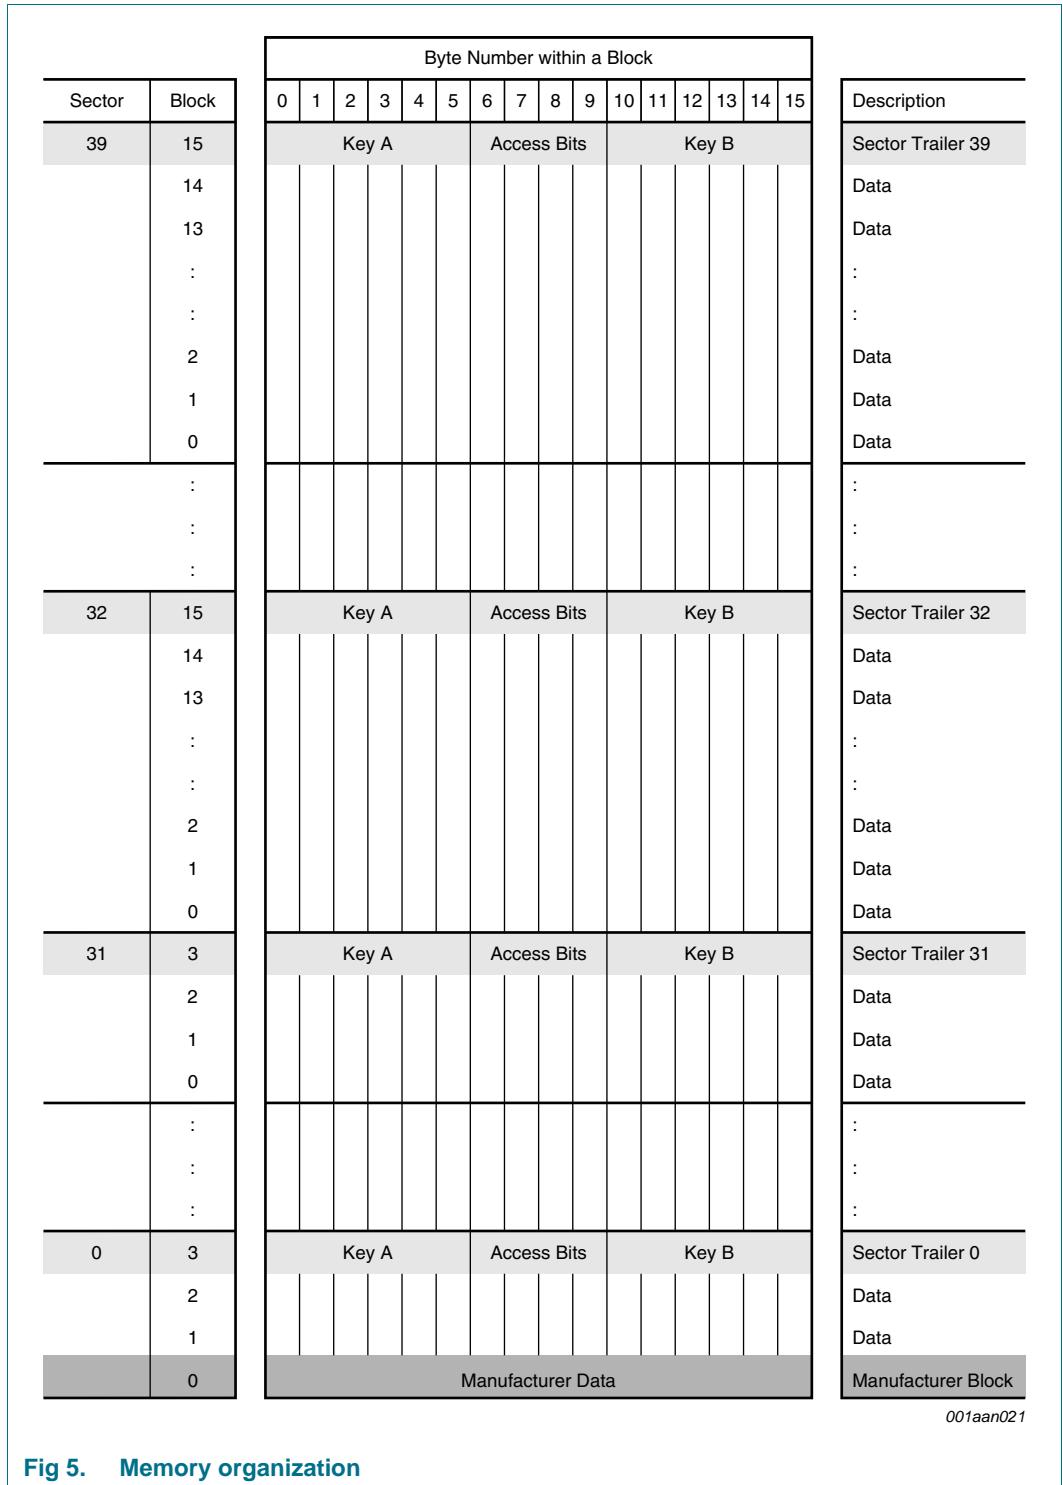 Byte Number within a Block
Sector Block 0 1 2 3 4 5 6 7 8 9 10 11 12 13 14 15 Description
39 15 Key A Access Bits Key B Sector Trailer 39
14 Data
13 Data
: :
: :
2 Data
1 Data
0 Data
: :
: :
: :
32 15 Key A Access Bits Key B Sector Trailer 32
14 Data
13 Data
: :
: :
2 Data
1 Data
0 Data
31 3 Key A Access Bits Key B Sector Trailer 31
2 Data
1 Data
0 Data
: :
: :
: :
0 3 Key A Access Bits Key B Sector Trailer 0
2 Data
1 Data
0 Manufacturer Data Manufacturer Block
001aan021
Fig 5. Memory organization